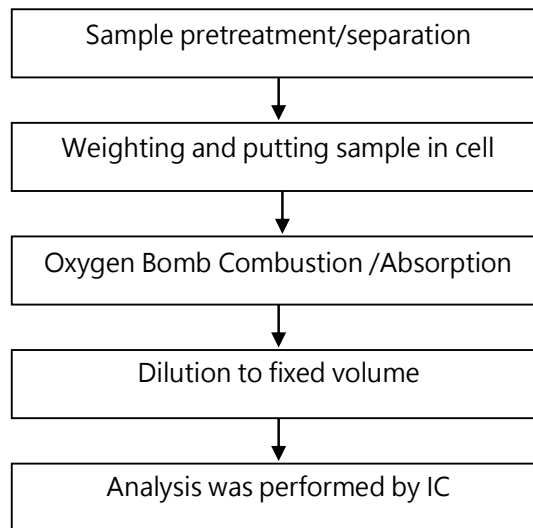 Sample pretreatment/separation
Weighting and putting sample in cell
Oxygen Bomb Combustion /Absorption
Dilution to fixed volume
Analysis was performed by IC